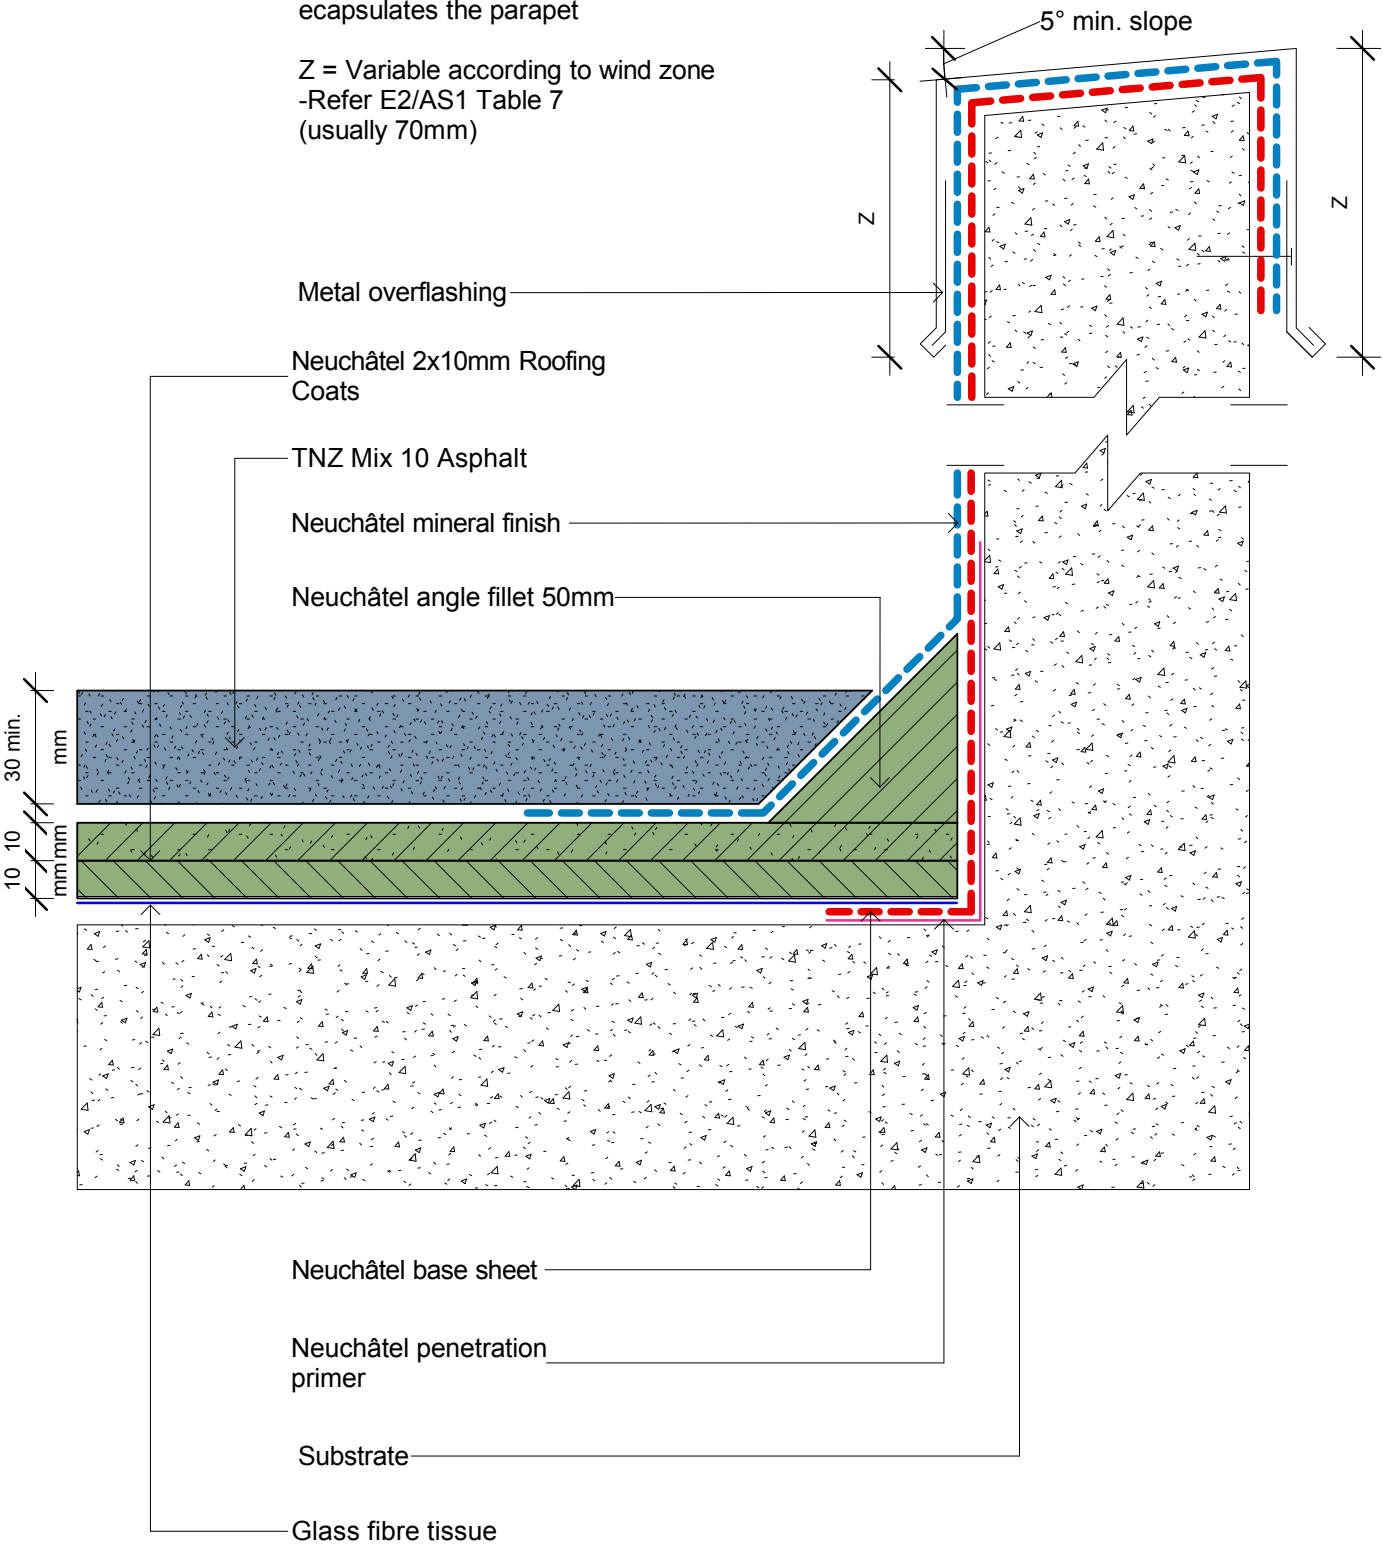 ecapsulates the parapet
5° min. slope
Z = Variable according to wind zone
-Refer E2/AS1 Table 7
(usually 70mm)
Z
Z
Metal overflashing
Neuchâtel 2x10mm Roofing
Coats
TNZ Mix 10 Asphalt
Neuchâtel mineral finish
Neuchâtel angle fillet 50mm
30 min.
mm
10
mm
10
mm
Neuchâtel base sheet
Neuchâtel penetration
primer
Substrate
Glass fibre tissue